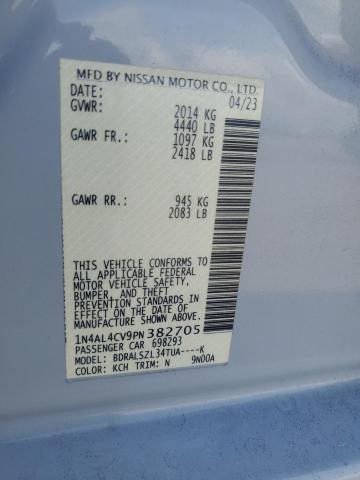 MFD BY NISSAN MOTOR CO., LTD.
DATE: 04/23
GVWR: 2014 KG
4440 LB
GAWR FR.: 1097 KG
2418 LB
GAWR RR.: 945 KG
2083 LB
THIS VEHICLE CONFORMS TO
ALL APPLICABLE FEDERAL
MOTOR VEHICLE SAFETY,
BUMPER, AND THEFT
PREVENTION STANDARDS
IN EFFECT ON THE DATE OF
MANUFACTURE SHOWN ABOVE.
1N4AL4CV9PN382705
PASSENGER CAR 698293
MODEL: BDRALSZL34TUA----K
COLOR: KCH TRIM: N 9N00A